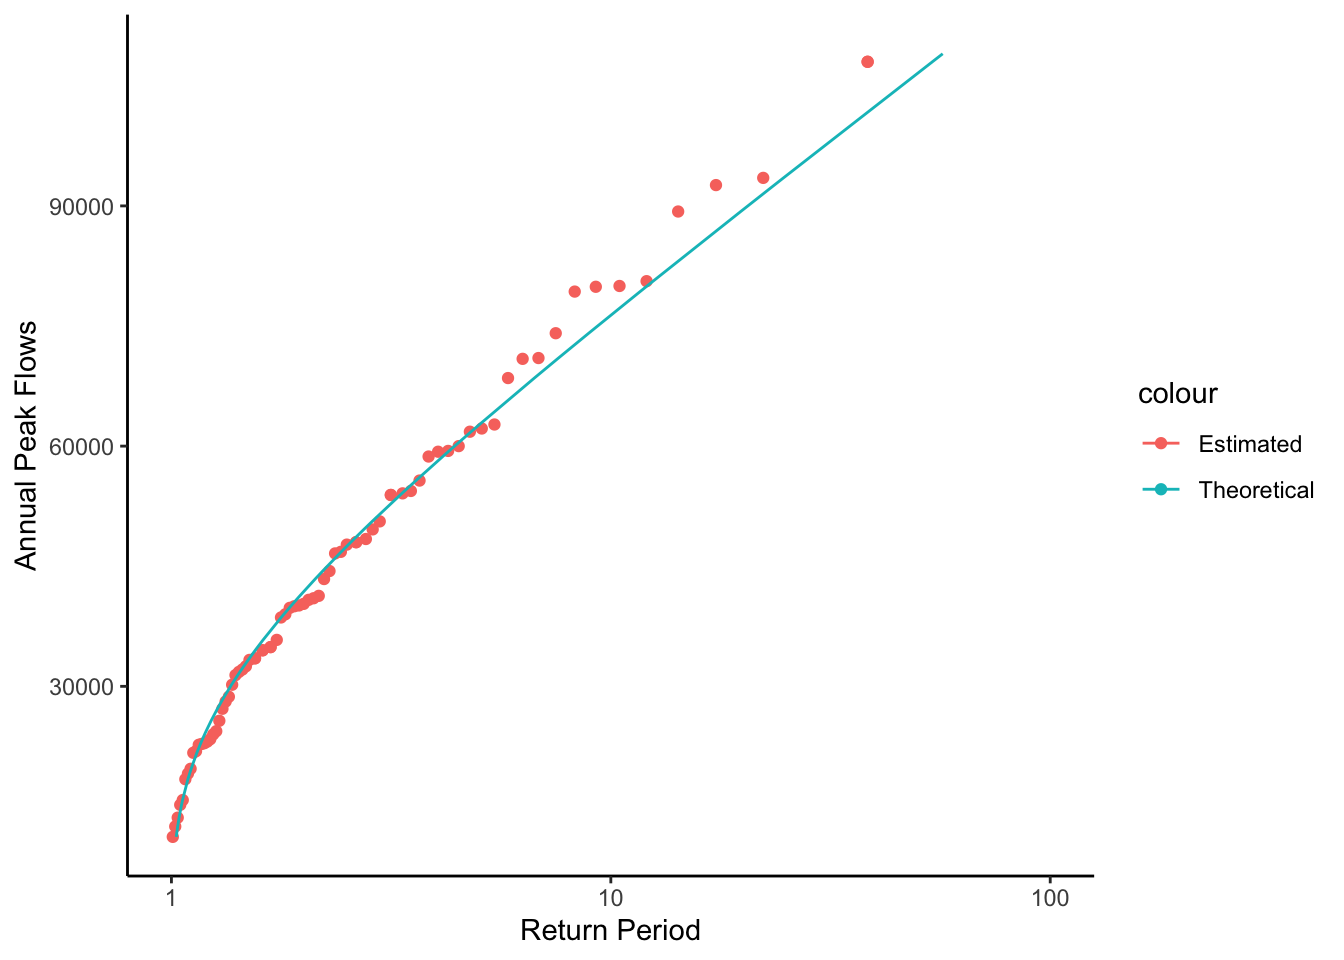 90000
60000
30000
Annual Peak Flows
1
10
100
Return Period
colour
Estimated
Theoretical